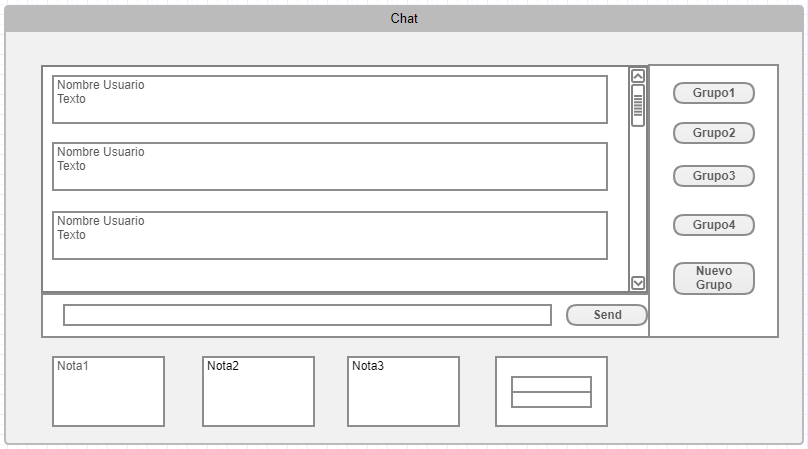 Chat
Nombre Usuario
Texto
Nombre Usuario
Texto
Nombre Usuario
Texto
Grupo1
Grupo2
Grupo3
Grupo4
Nuevo
Grupo
Send
Nota1
Nota2
Nota3